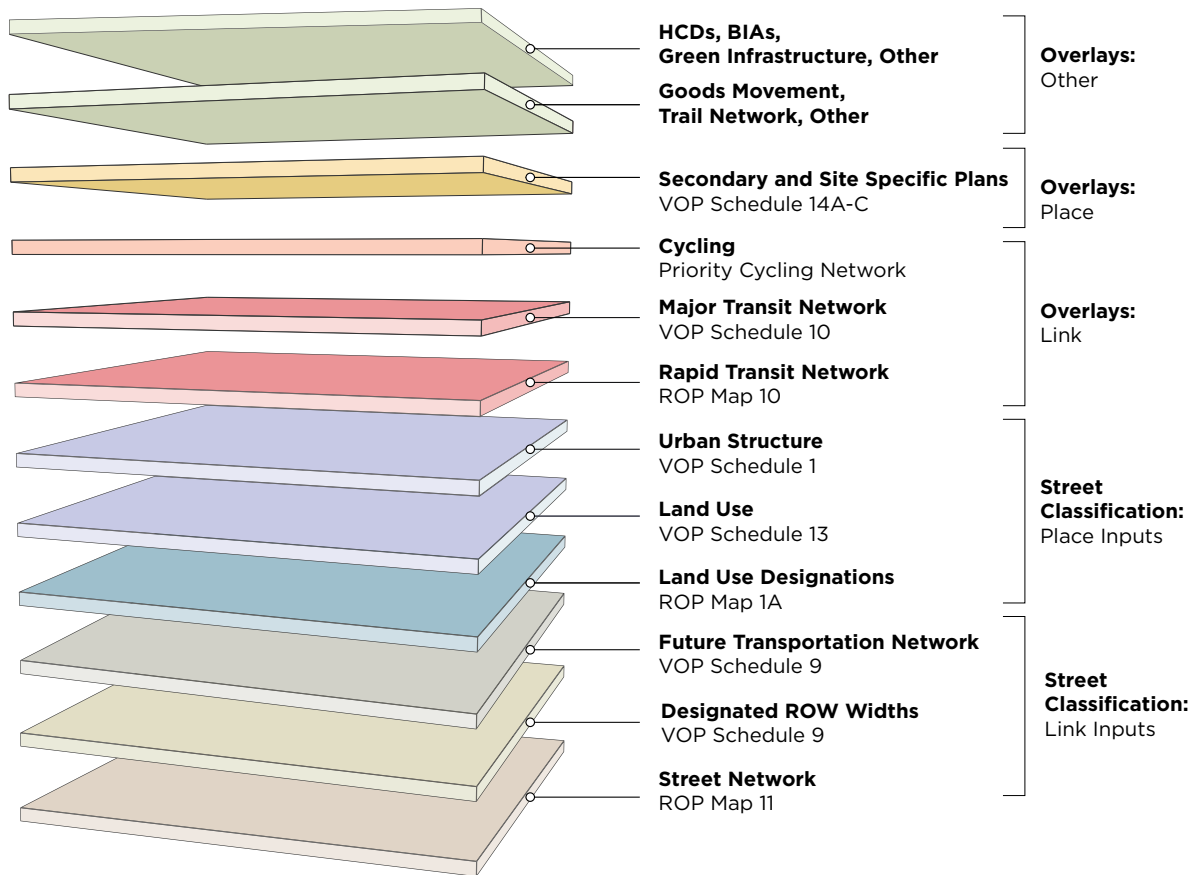 HCDs, BIAs,
Green Infrastructure, Other
Goods Movement,
Trail Network, Other
Overlays:
Other
Secondary and Site Specific Plans
VOP Schedule 14A-C
Overlays:
Place
Cycling
Priority Cycling Network
Major Transit Network
VOP Schedule 10
Rapid Transit Network
ROP Map 10
Overlays:
Link
Urban Structure
VOP Schedule 1
Land Use
VOP Schedule 13
Land Use Designations
ROP Map 1A
Street
Classification:
Place Inputs
Future Transportation Network
VOP Schedule 9
Designated ROW Widths
VOP Schedule 9
Street Network
ROP Map 11
Street
Classification:
Link Inputs